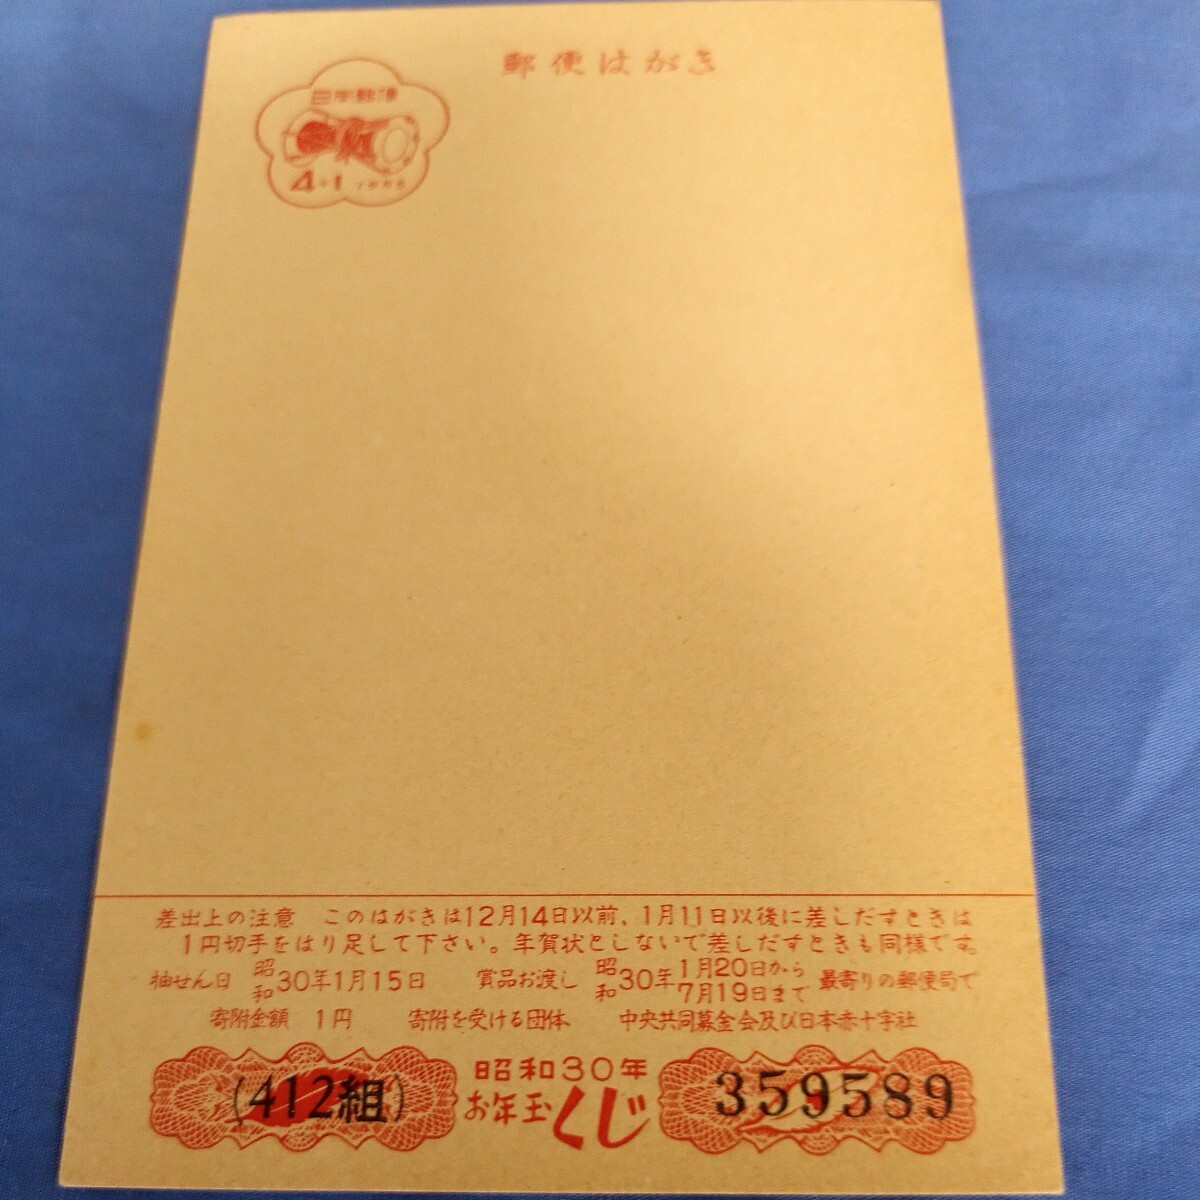 郵便はがき
日本郵便
4+1 1955
差出上の注意 このはがきは12月14日以前、1月11日以後に差しだすときは
1円切手をはり足して下さい。年賀状としないで差しだすときも同様です。
抽せん日 昭和30年1月15日 賞品お渡し 昭和30年1月20日から7月19日まで 最寄りの郵便局で
寄附金額 1円 寄附を受ける団体 中央共同募金会及び日本赤十字社
(412組)
昭和30年
お年玉くじ
359589